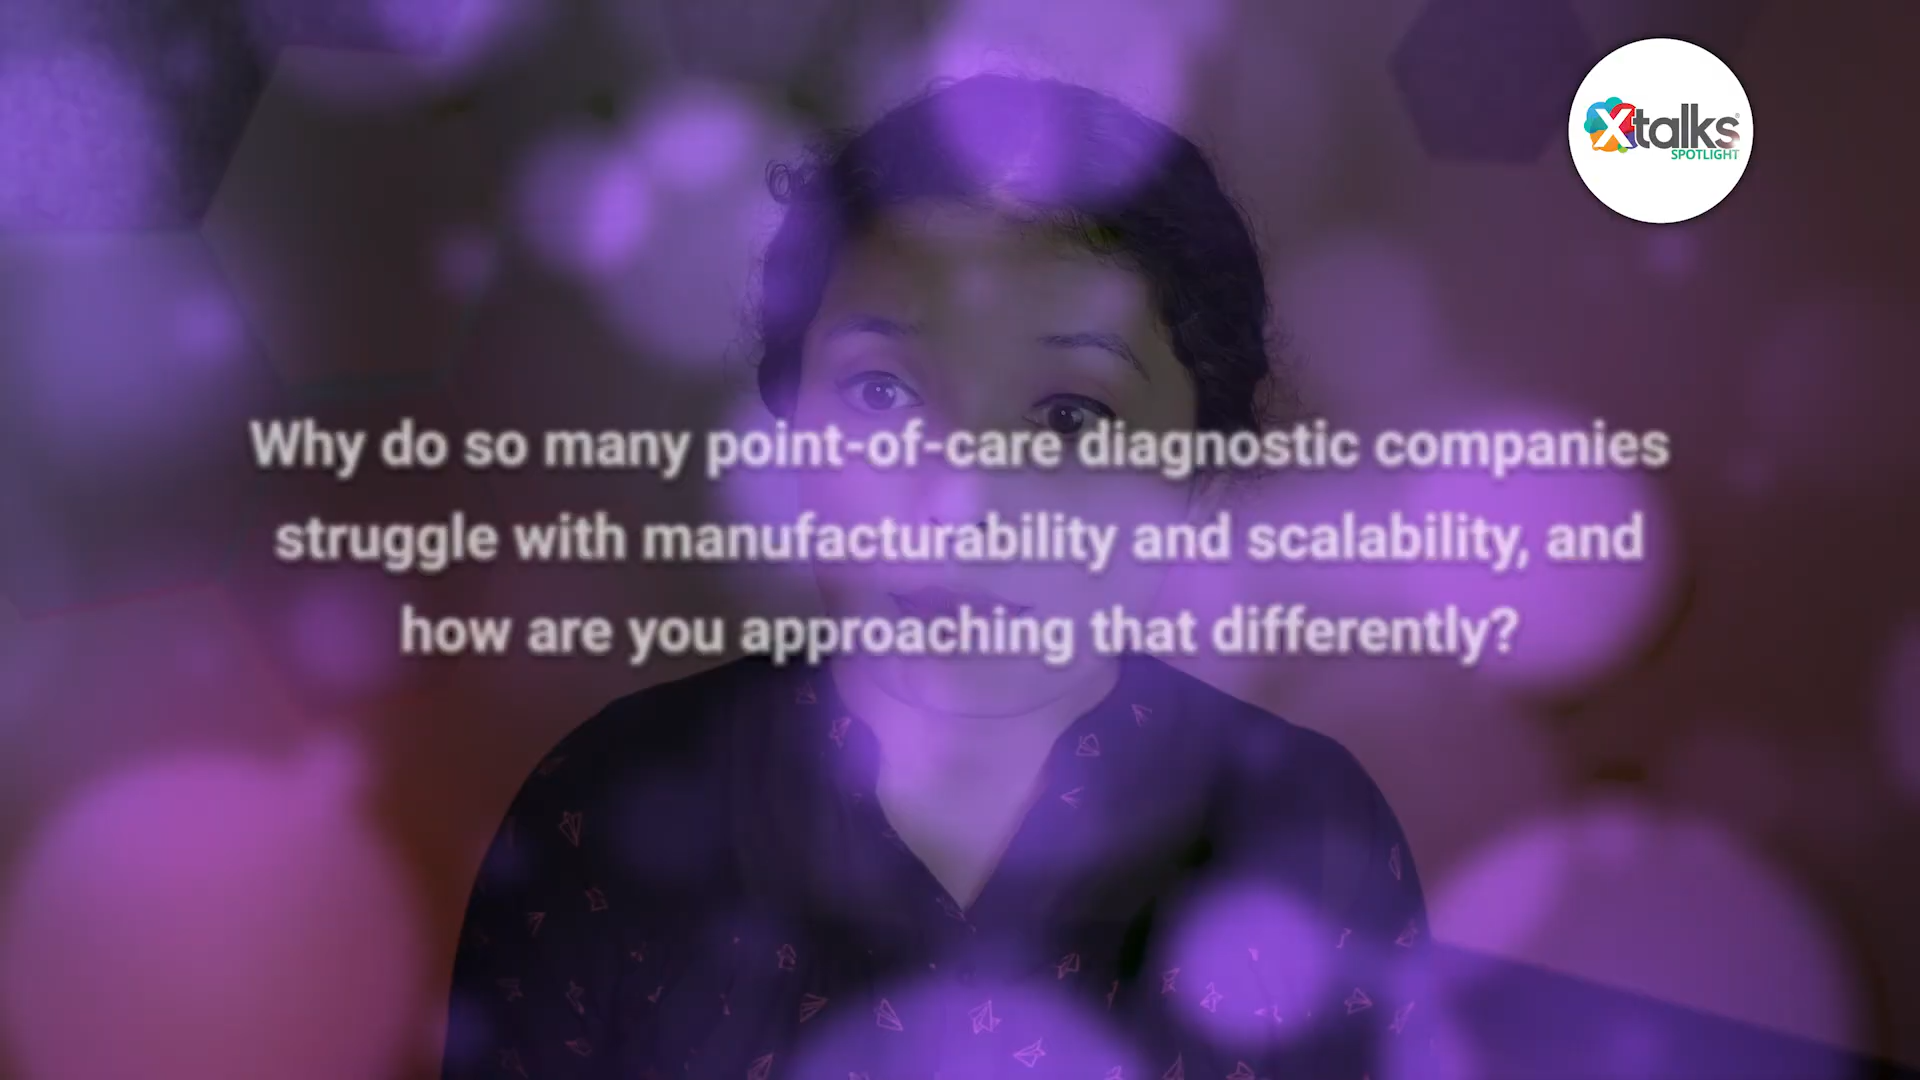 Xtalks
SPOTLIGHT
Why do so many point-of-care diagnostic companies
struggle with manufacturability and scalability, and
how are you approaching that differently?